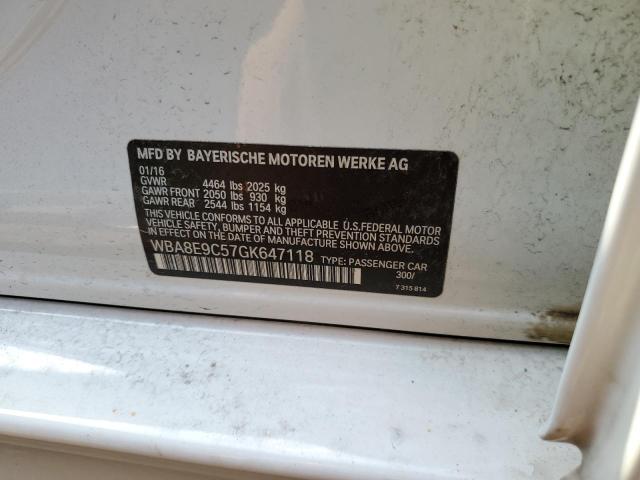 MFD BY BAYERISCHE MOTOREN WERKE AG
01/16
GVWR 4464 lbs 2025 kg
GAWR FRONT 2050 lbs 930 kg
GAWR REAR 2544 lbs 1154 kg
THIS VEHICLE CONFORMS TO ALL APPLICABLE U.S.FEDERAL MOTOR
VEHICLE SAFETY, BUMPER, AND THEFT PREVENTION STANDARDS
IN EFFECT ON THE DATE OF MANUFACTURE SHOWN ABOVE.
WBA8E9C57GK647118 TYPE: PASSENGER CAR
300/
7 315 814